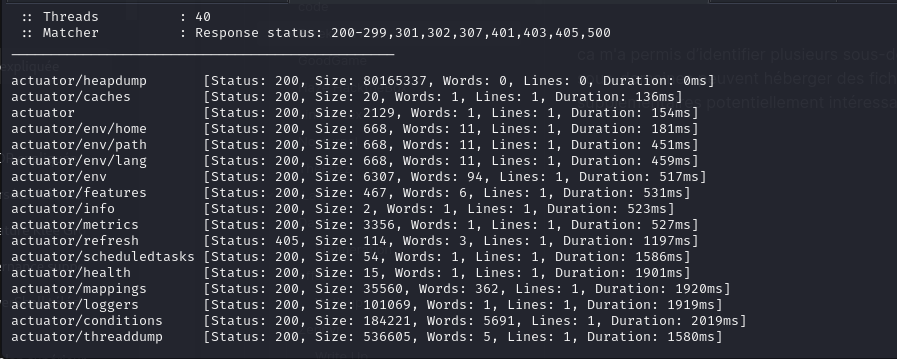 :: Threads : 40
:: Matcher : Response status: 200-299,301,302,307,401,403,405,500
________________________________________________
actuator/heapdump [Status: 200, Size: 80165337, Words: 0, Lines: 0, Duration: 0ms]
actuator/caches [Status: 200, Size: 20, Words: 1, Lines: 1, Duration: 136ms]
actuator [Status: 200, Size: 2129, Words: 1, Lines: 1, Duration: 154ms]
actuator/env/home [Status: 200, Size: 668, Words: 11, Lines: 1, Duration: 181ms]
actuator/env/path [Status: 200, Size: 668, Words: 11, Lines: 1, Duration: 451ms]
actuator/env/lang [Status: 200, Size: 668, Words: 11, Lines: 1, Duration: 459ms]
actuator/env [Status: 200, Size: 6307, Words: 94, Lines: 1, Duration: 517ms]
actuator/features [Status: 200, Size: 467, Words: 6, Lines: 1, Duration: 531ms]
actuator/info [Status: 200, Size: 2, Words: 1, Lines: 1, Duration: 523ms]
actuator/metrics [Status: 200, Size: 3356, Words: 1, Lines: 1, Duration: 527ms]
actuator/refresh [Status: 405, Size: 114, Words: 3, Lines: 1, Duration: 1197ms]
actuator/scheduledtasks [Status: 200, Size: 54, Words: 1, Lines: 1, Duration: 1586ms]
actuator/health [Status: 200, Size: 15, Words: 1, Lines: 1, Duration: 1901ms]
actuator/mappings [Status: 200, Size: 35560, Words: 362, Lines: 1, Duration: 1920ms]
actuator/loggers [Status: 200, Size: 101069, Words: 1, Lines: 1, Duration: 1919ms]
actuator/conditions [Status: 200, Size: 184221, Words: 5691, Lines: 1, Duration: 2019ms]
actuator/threaddump [Status: 200, Size: 536605, Words: 5, Lines: 1, Duration: 1580ms]
GoodGame
expliquée
ca m'a permis d'identifier plusieurs sous-d
potentiellement interessa